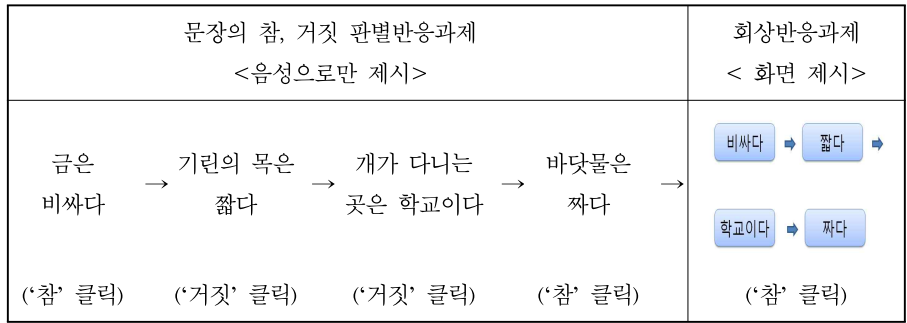 문장의 참, 거짓 판별반응과제
<음성으로만 제시>
회상반응과제
< 화면 제시>
금은
비싸다
→
기린의 목은
짧다
→
개가 다니는
곳은 학교이다
→
바닷물은
짜다
→
비싸다
짧다
학교이다
짜다
(‘참’ 클릭)
(‘거짓’ 클릭)
(‘거짓’ 클릭)
(‘참’ 클릭)
(‘참’ 클릭)